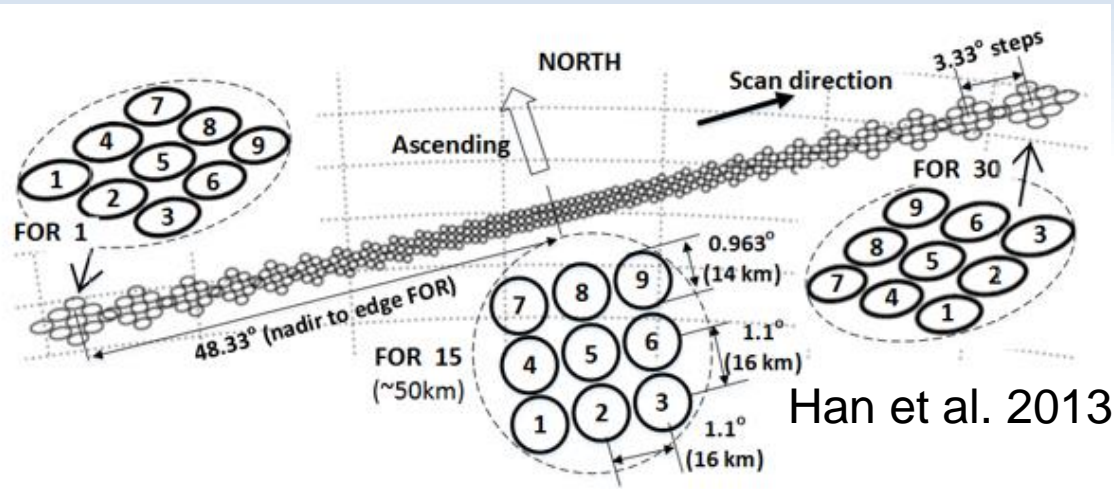 NORTH
3.33° steps
Scan direction
Ascending
7
4 8
1 5 9
2 6
3
FOR 1
FOR 30
9
8 6 3
7 5 2
4 1
48.33° (nadir to edge FOR)
FOR 15
(~50km)
7 8 9
4 5 6
1 2 3
0.963°
(14 km)
1.1°
(16 km)
1.1°
(16 km)
Han et al. 2013